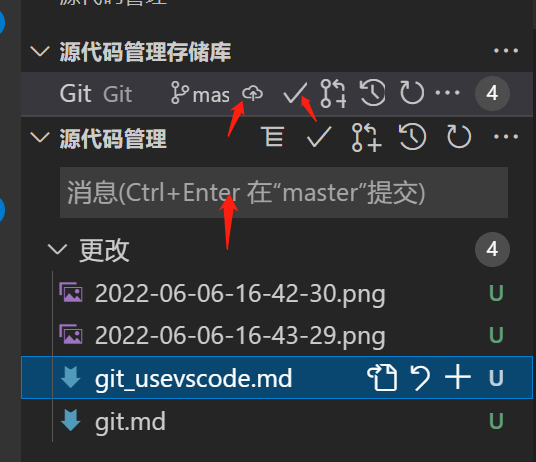 源代码管理
源代码管理存储库
Git Git mas 4
源代码管理
消息(Ctrl+Enter 在“master”提交)
更改 4
2022-06-06-16-42-30.png U
2022-06-06-16-43-29.png U
git_usevscode.md U
git.md U